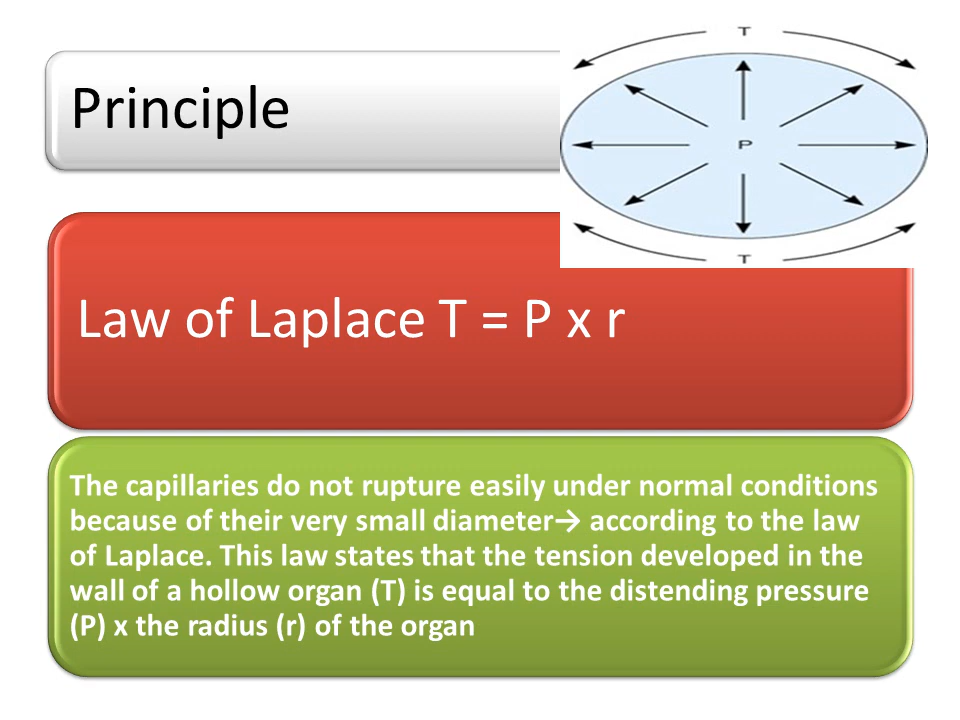 Principle
T
P
T
Law of Laplace T = P x r
The capillaries do not rupture easily under normal conditions
because of their very small diameter→ according to the law
of Laplace. This law states that the tension developed in the
wall of a hollow organ (T) is equal to the distending pressure
(P) x the radius (r) of the organ